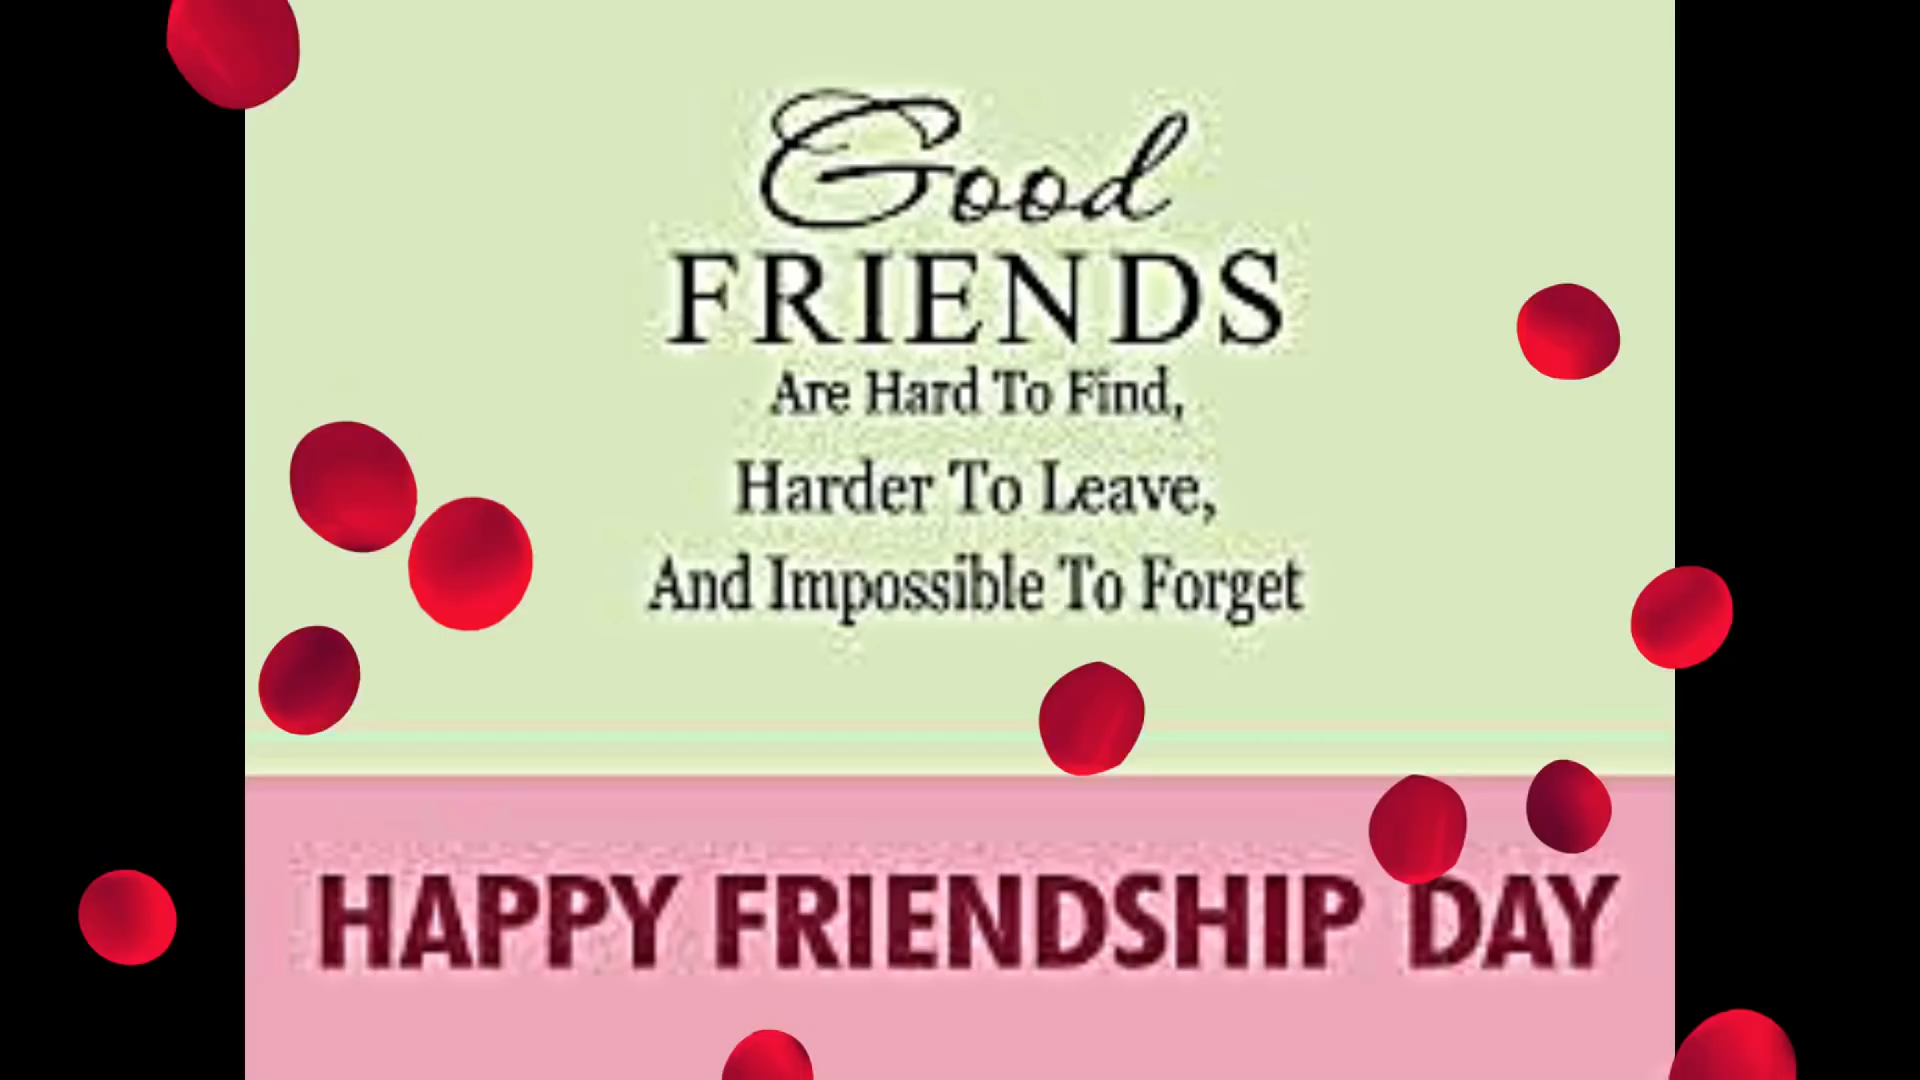 Good
FRIENDS
Are Hard To Find,
Harder To Leave,
And Impossible To Forget
HAPPY FRIENDSHIP DAY